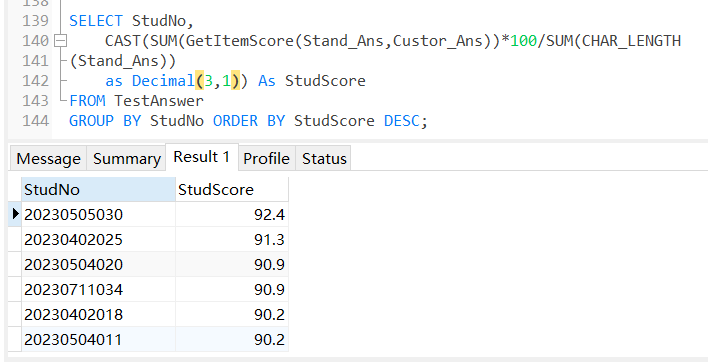 138
139 SELECT StudNo,
140 CAST(SUM(GetItemScore(Stand_Ans,Custor_Ans))*100/SUM(CHAR_LENGTH
141 (Stand_Ans))
142 as Decimal(3,1)) As StudScore
143 FROM TestAnswer
144 GROUP BY StudNo ORDER BY StudScore DESC;
Message Summary Result 1 Profile Status
StudNo StudScore
20230505030 92.4
20230402025 91.3
20230504020 90.9
20230711034 90.9
20230402018 90.2
20230504011 90.2